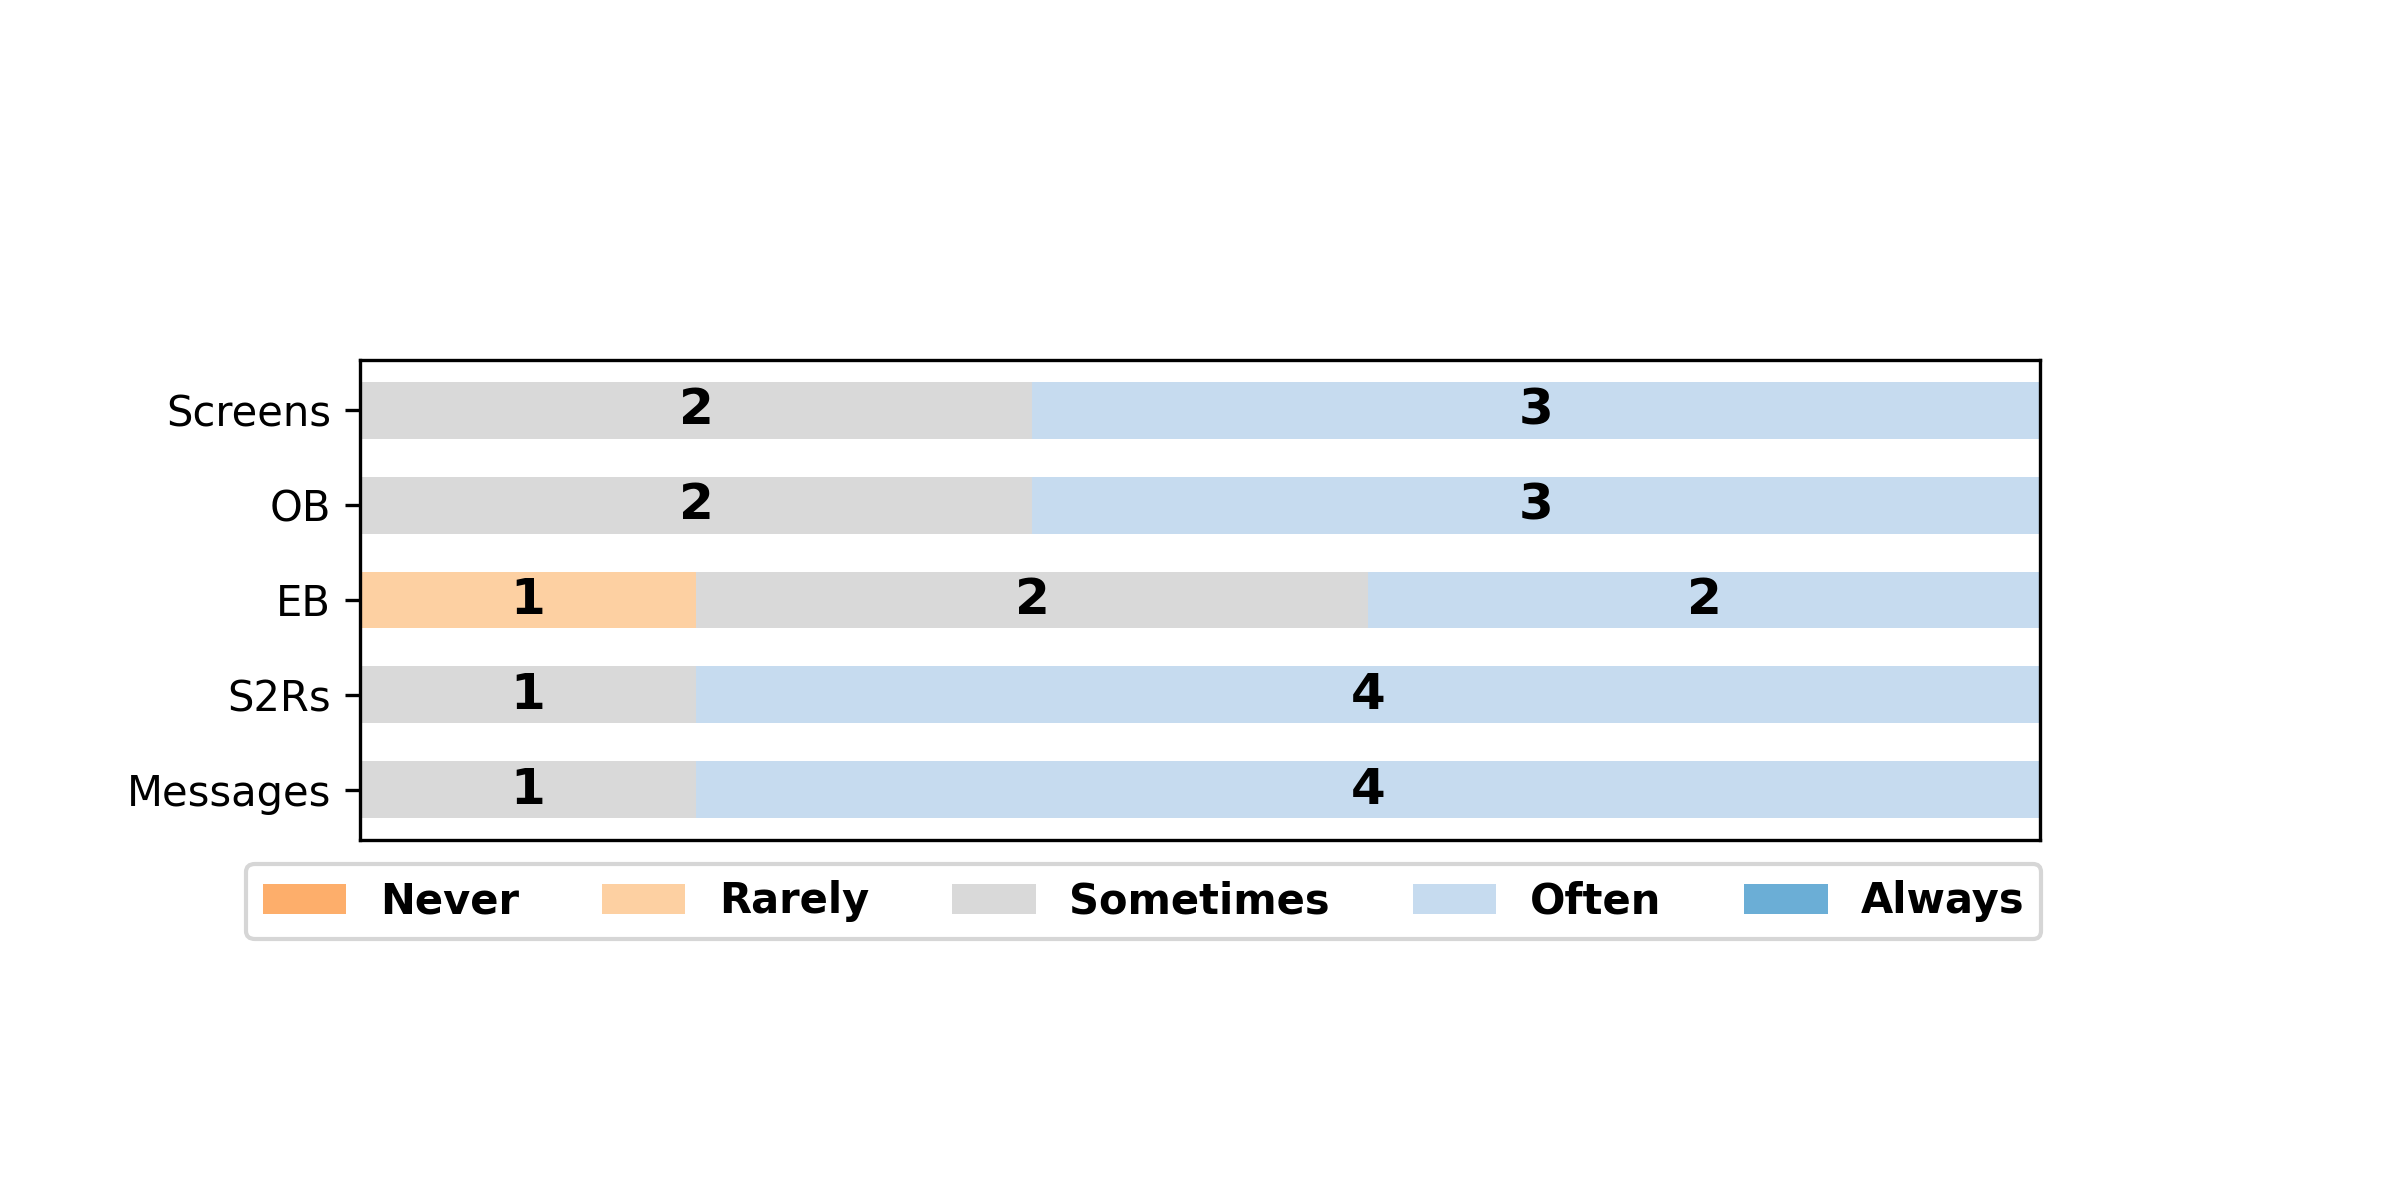 Screens 2 3
OB 2 3
EB 1 2 2
S2Rs 1 4
Messages 1 4
Never Rarely Sometimes Often Always